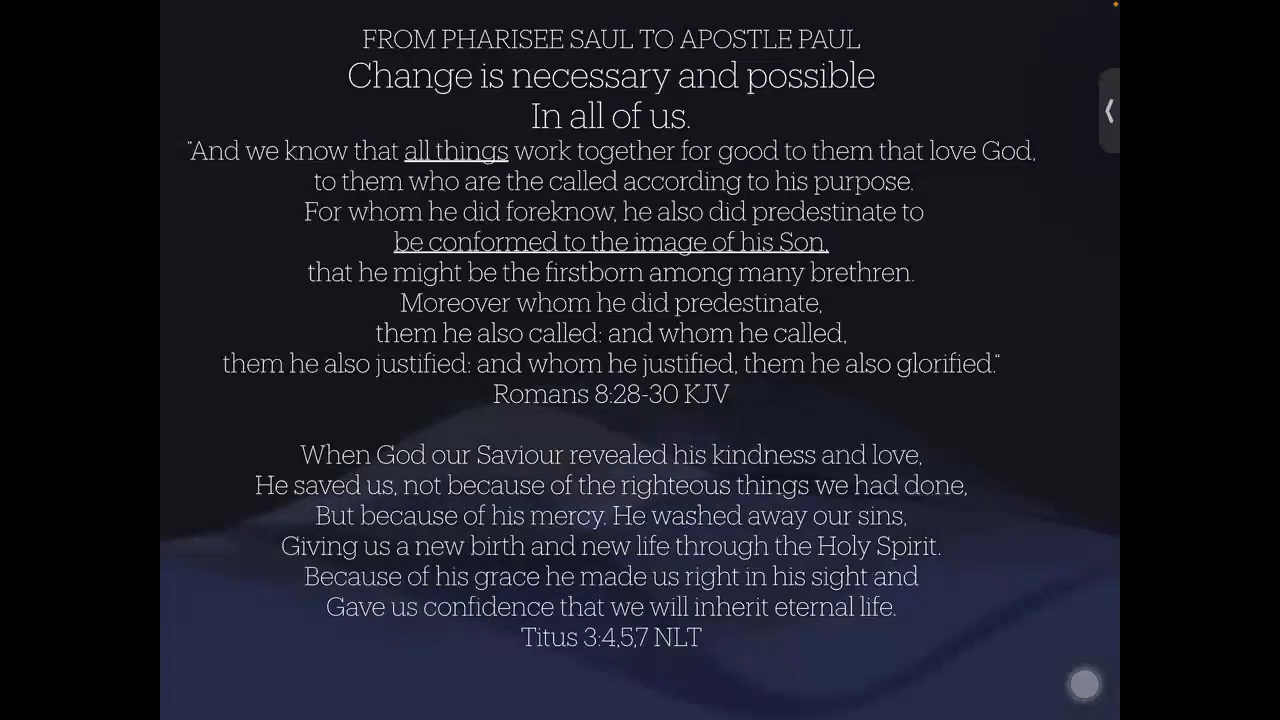 FROM PHARISEE SAUL TO APOSTLE PAUL
Change is necessary and possible
In all of us.
"And we know that all things work together for good to them that love God,
to them who are the called according to his purpose.
For whom he did foreknow, he also did predestinate to
be conformed to the image of his Son,
that he might be the firstborn among many brethren.
Moreover whom he did predestinate,
them he also called: and whom he called,
them he also justified: and whom he justified, them he also glorified."
Romans 8:28-30 KJV
When God our Saviour revealed his kindness and love,
He saved us, not because of the righteous things we had done,
But because of his mercy. He washed away our sins,
Giving us a new birth and new life through the Holy Spirit.
Because of his grace he made us right in his sight and
Gave us confidence that we will inherit eternal life.
Titus 3:4,5,7 NLT